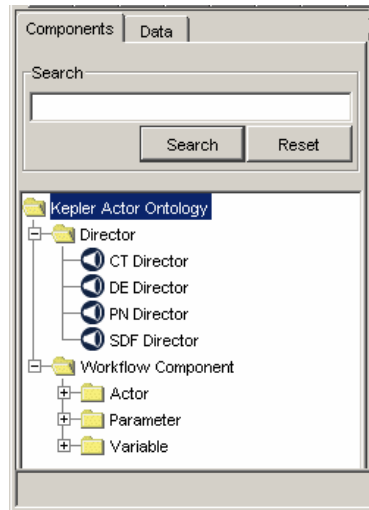 Components Data
Search
Search Reset
Kepler Actor Ontology
Director
CT Director
DE Director
PN Director
SDF Director
Workflow Component
Actor
Parameter
Variable